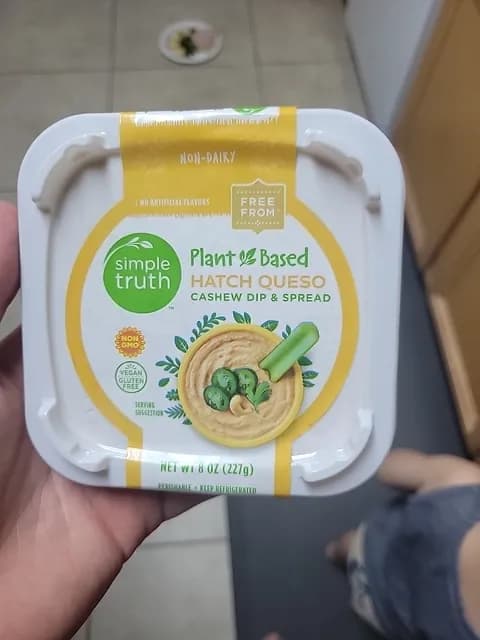 NON-DAIRY
NO ARTIFICIAL FLAVORS
FREE
FROM
simple
truth™
Plant Based
HATCH QUESO
CASHEW DIP & SPREAD
NON
GMO
VEGAN
GLUTEN
FREE
SERVING
SUGGESTION
NET WT 8 OZ (227g)
PERISHABLE • KEEP REFRIGERATED